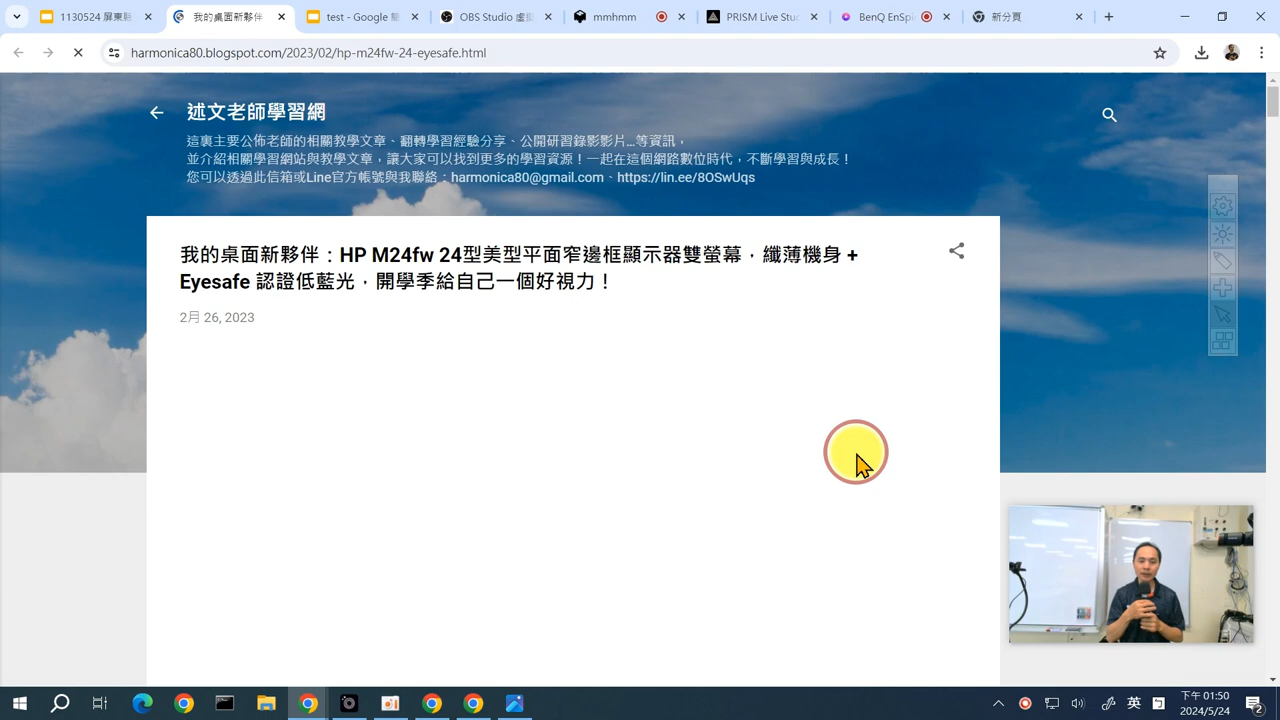 1130524 屏東縣
我的桌面新夥伴
test - Google 簡
OBS Studio 虛擬
mmhmm
PRISM Live Stu
BenQ EnSpi
新分頁
harmonica80.blogspot.com/2023/02/hp-m24fw-24-eyesafe.html
述文老師學習網
這裏主要公佈老師的相關教學文章、翻轉學習經驗分享、公開研習錄影影片...等資訊，
並介紹相關學習網站與教學文章，讓大家可以找到更多的學習資源！一起在這個網路數位時代，不斷學習與成長！
您可以透過此信箱或Line官方帳號與我聯絡：harmonica80@gmail.com、https://lin.ee/8OSwUqs
我的桌面新夥伴：HP M24fw 24型美型平面窄邊框顯示器雙螢幕，纖薄機身 +
Eyesafe 認證低藍光，開學季給自己一個好視力！
2月 26, 2023
英
下午 01:50
2024/5/24
2